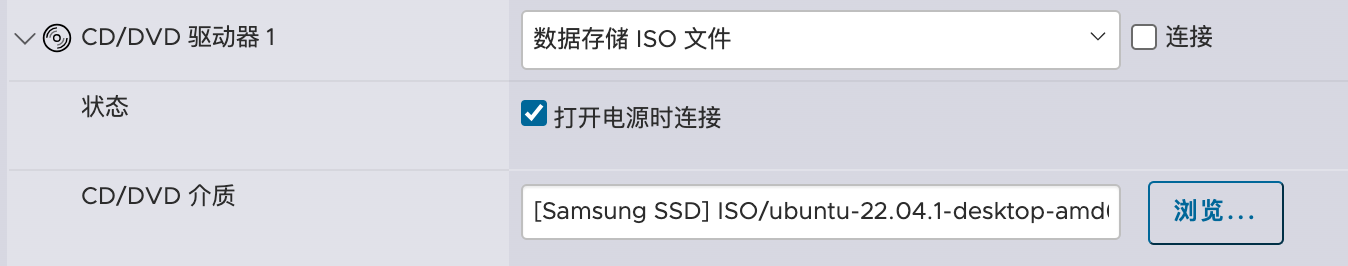 CD/DVD 驱动器 1
数据存储 ISO 文件
连接
状态
打开电源时连接
CD/DVD 介质
[Samsung SSD] ISO/ubuntu-22.04.1-desktop-amd
浏览...